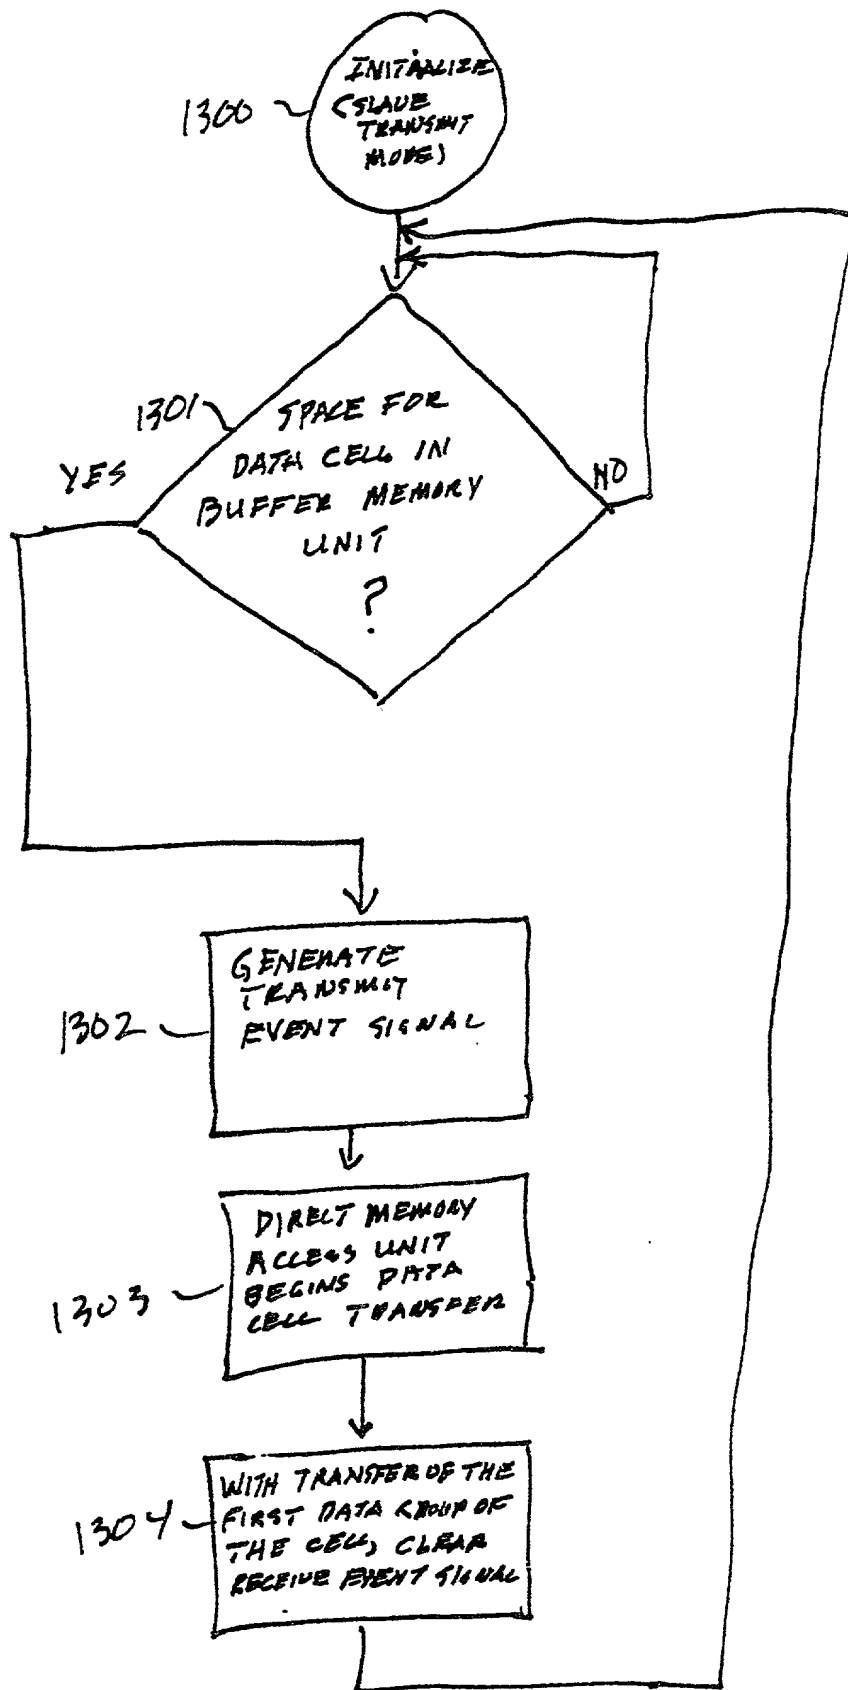 INITIALIZE
(SLAVE
TRANSMIT
MODE)
1300
1301
SPACE FOR
DATA CELL IN
BUFFER MEMORY
UNIT
?
YES
NO
GENERATE
TRANSMIT
EVENT SIGNAL
1302
DIRECT MEMORY
ACCESS UNIT
BEGINS DATA
CELL TRANSFER
1303
WITH TRANSFER OF THE
FIRST DATA GROUP OF
THE CELL, CLEAR
RECEIVE EVENT SIGNAL
1304